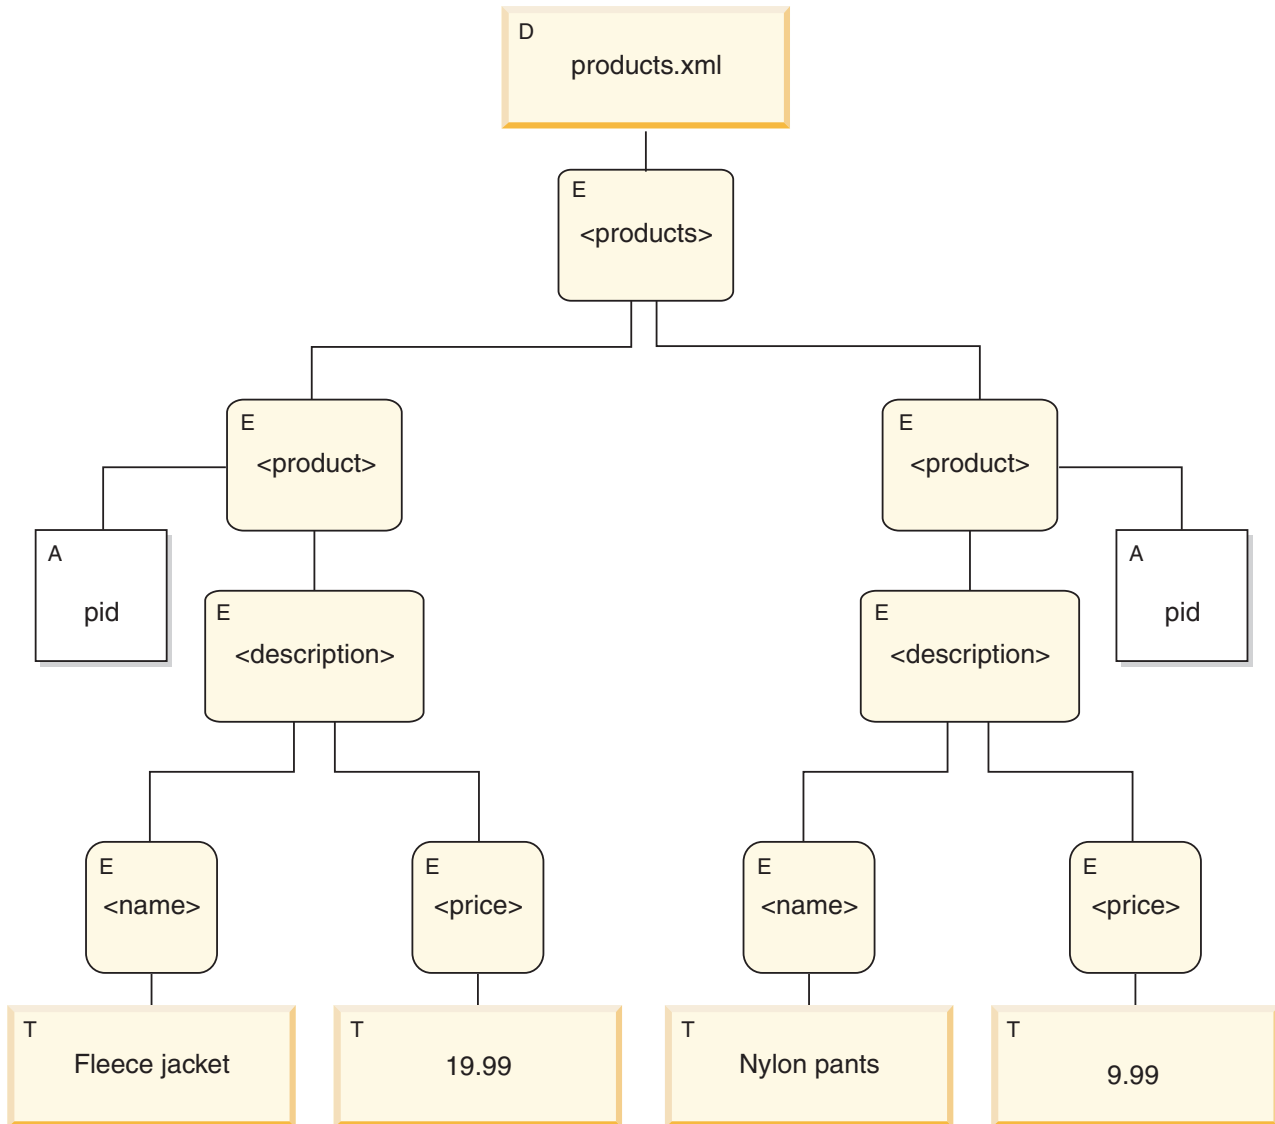 D
products.xml
E
<products>
E
<product>
E
<product>
A
pid
E
<description>
E
<description>
A
pid
E
<name>
E
<price>
E
<name>
E
<price>
T
Fleece jacket
T
19.99
T
Nylon pants
T
9.99